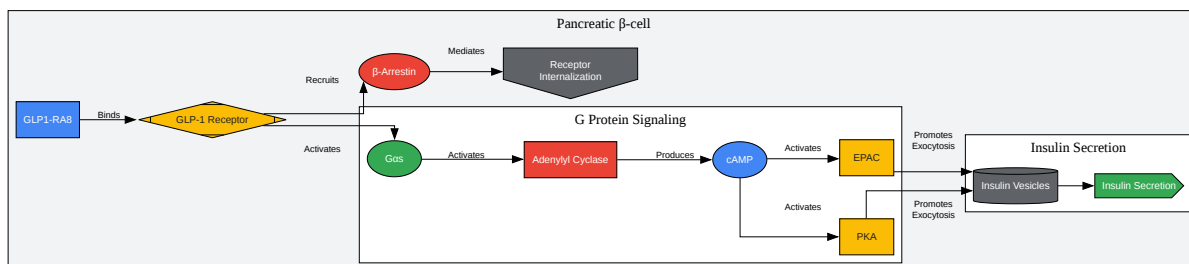 Pancreatic β-cell
Mediates
β-Arrestin
Receptor
Internalization
Recruits
GLP1-RA8
Binds
GLP-1 Receptor
G Protein Signaling
Activates
Gαs
Activates
Adenylyl Cyclase
Produces
cAMP
Activates
EPAC
Promotes
Exocytosis
Insulin Secretion
Insulin Vesicles
Insulin Secretion
Activates
PKA
Promotes
Exocytosis